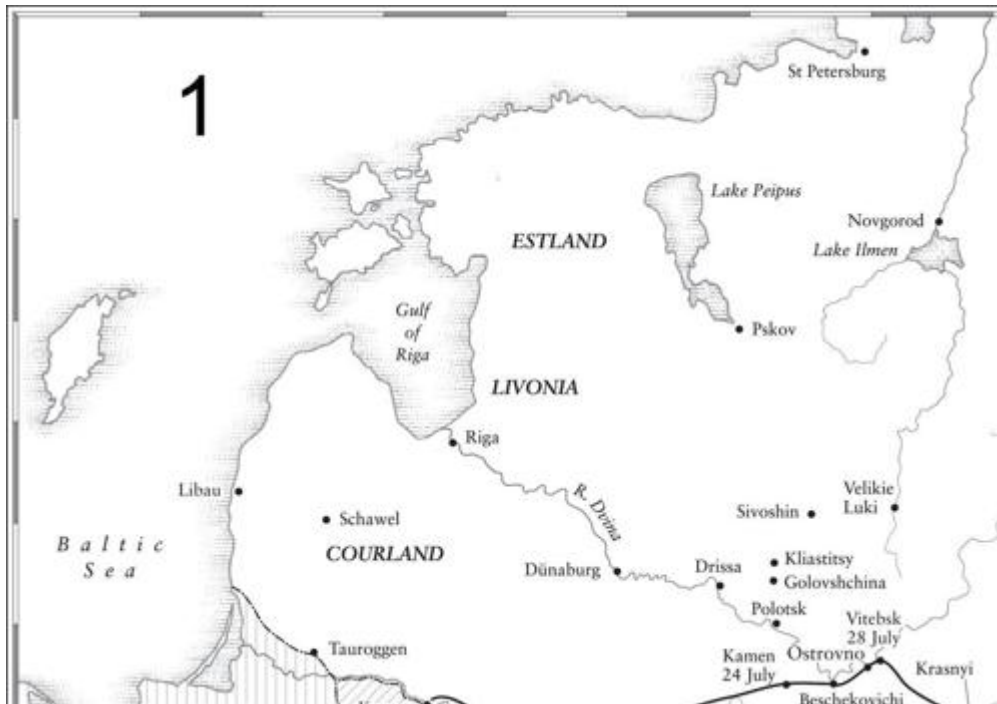 1
St Petersburg
Lake Peipus
Novgorod
Lake Ilmen
ESTLAND
Gulf
of
Riga
Pskov
LIVONIA
Riga
Libau
Schawel
R. Dvina
Velikie
Luki
Sivoshin
Baltic
Sea
COURLAND
Dünaburg
Drissa
Kliastitsy
Golovshchina
Polotsk
Vitebsk
28 July
Tauroggen
Ostrovno
Kamen
24 July
Krasnyi
Beschekovichi